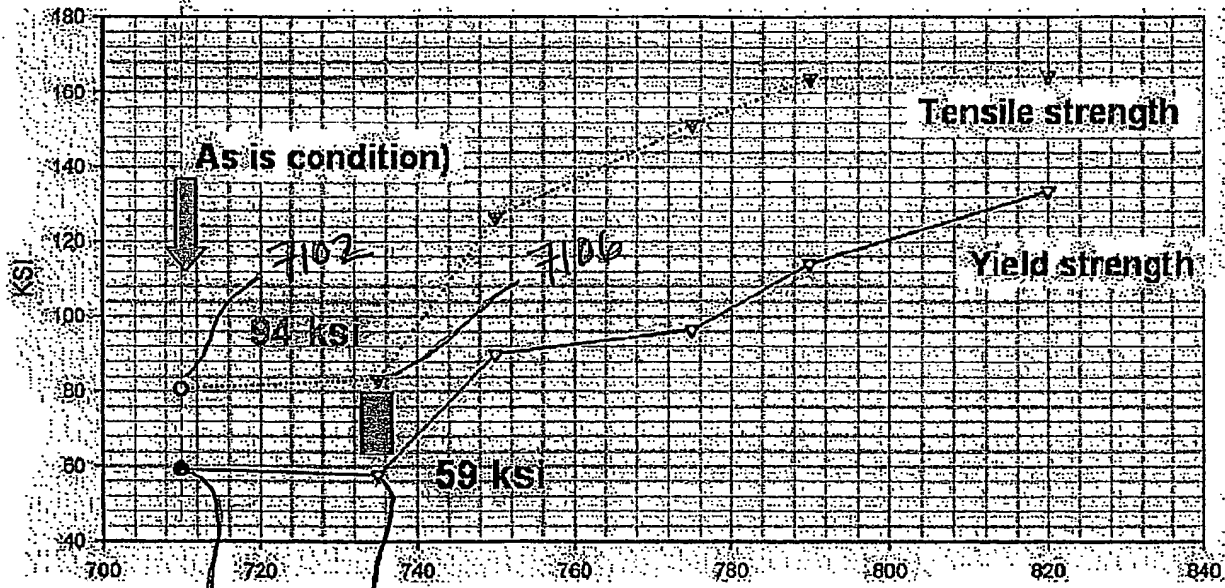 180
160
Tensile strength
As is condition)
140
120
7102
7106
Yield strength
KSI
100
94 ksi
80
60
59 ksi
40
700 720 740 760 780 800 820 840